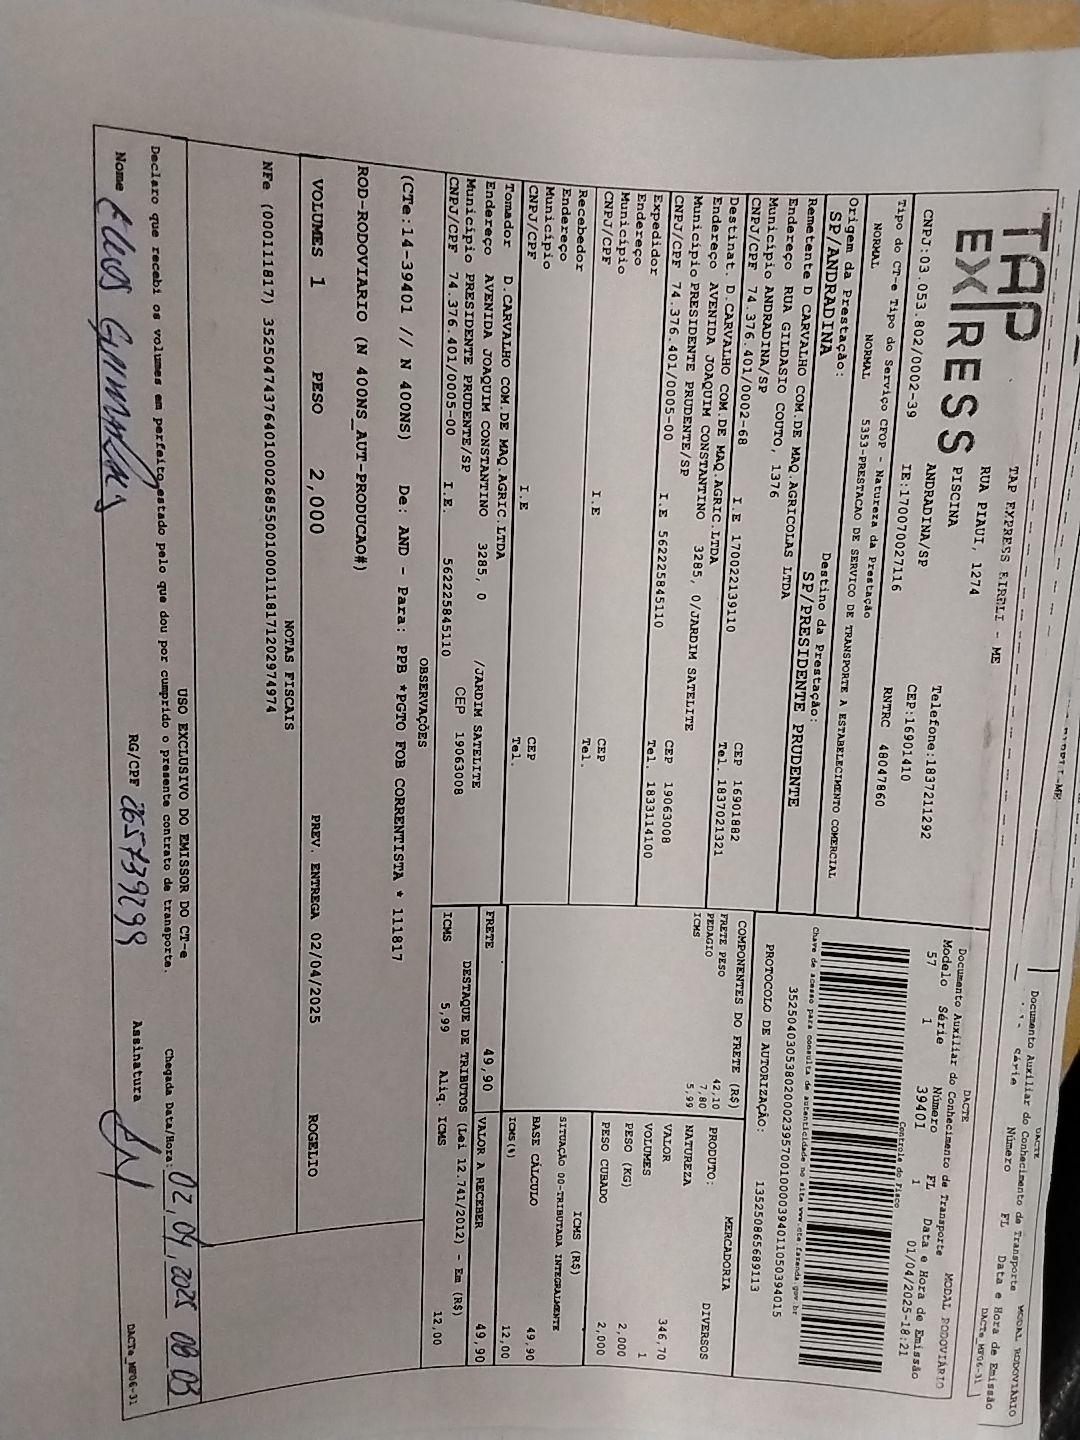 TAP EXPRESS
TAP EXPRESS EIRELI - ME
RUA PIAUI, 1274
PISCINA
ANDRADINA/SP
CNPJ:03.053.802/0002-39
IE:170070027116
Telefone:1837211292
CEP:16901410
RNTRC 48047860
Tipo do CT-e Tipo do Serviço CFOP - Natureza da Prestação
NORMAL NORMAL 5353-PRESTACAO DE SERVICO DE TRANSPORTE A ESTABELECIMENTO COMERCIAL
Origem da Prestação: Destino da Prestação:
SP/ANDRADINA SP/PRESIDENTE PRUDENTE
Remetente D CARVALHO COM.DE MAQ.AGRICOLAS LTDA
Endereço RUA GILDASIO COUTO, 1376
Município ANDRADINA/SP CEP 16901882
CNPJ/CPF 74.376.401/0002-68 I.E 170022139110 Tel. 1837021321
Destinat. D.CARVALHO COM.DE MAQ.AGRIC.LTDA
Endereço AVENIDA JOAQUIM CONSTANTINO 3285, 0/JARDIM SATELITE
Município PRESIDENTE PRUDENTE/SP CEP 19063008
CNPJ/CPF 74.376.401/0005-00 I.E 562225845110 Tel. 1833114100
Expedidor
Endereço
Município CEP
CNPJ/CPF I.E Tel.
Recebedor
Endereço
Município CEP
CNPJ/CPF I.E Tel.
Tomador D.CARVALHO COM.DE MAQ.AGRIC.LTDA
Endereço AVENIDA JOAQUIM CONSTANTINO 3285, 0 /JARDIM SATELITE
Município PRESIDENTE PRUDENTE/SP CEP 19063008
CNPJ/CPF 74.376.401/0005-00 I.E. 562225845110
DACTE MODAL RODOVIÁRIO
Documento Auxiliar do Conhecimento de Transporte
Modelo Série Número FL Data e Hora de Emissão
57 1 39401 1 01/04/2025-18:21
Controle do Fisco
Chave de acesso para consulta de autenticidade no site www.cte.fazenda.gov.br
PROTOCOLO DE AUTORIZAÇÃO: 135250865689113
COMPONENTES DO FRETE (R$)
FRETE PESO 42,10
PEDAGIO 7,80
ICMS 5,99
MERCADORIA
PRODUTO: DIVERSOS
NATUREZA
VALOR 346,70
VOLUMES 1
PESO (KG) 2,000
PESO CUBADO 2,000
ICMS (R$)
SITUAÇÃO 00-TRIBUTADA INTEGRALMENTE
BASE CÁLCULO 49,90
ICMS(%) 12,00
FRETE 49,90 VALOR A RECEBER 49,90
DESTAQUE DE TRIBUTOS (Lei 12.741/2012) - Em (R$)
ICMS 5,99 Aliq. ICMS 12,00
OBSERVAÇÕES
(CTe:14-39401 // N 400NS) De: AND - Para: PPB *PGTO FOB CORRENTISTA * 111817
ROD-RODOVIARIO (N 400NS_AUT-PRODUCAO#)
VOLUMES 1 PESO 2,000 PREV. ENTREGA 02/04/2025 ROGELIO
NOTAS FISCAIS
NFe (000111817) 35250474376401000268550010001118171202974974
USO EXCLUSIVO DO EMISSOR DO CT-e
Declaro que recebi os volumes em perfeito estado pelo que dou por cumprido o presente contrato de transporte. Chegada Data/Hora: 02,04,2025 08:03
Nome RG/CPF 26573929 Assinatura
DACTe_MF06-31